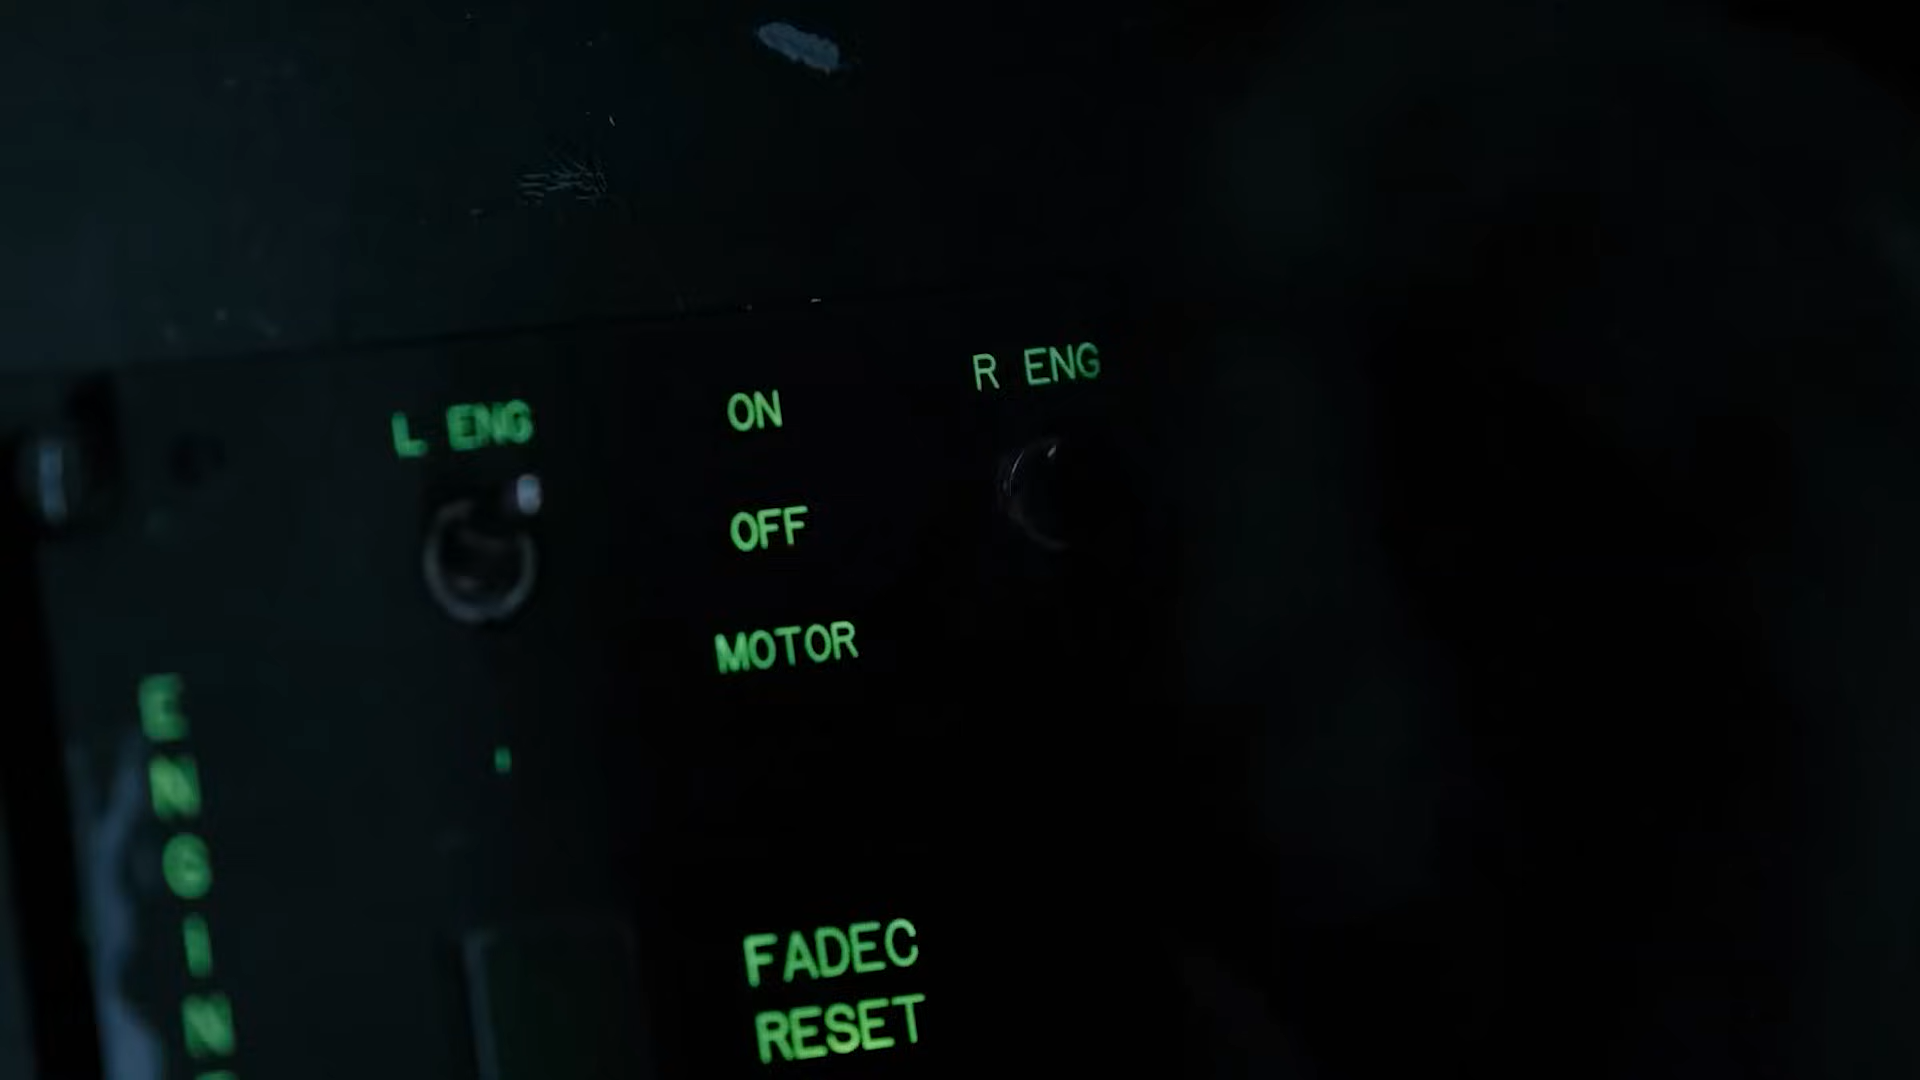 L ENG
ON
R ENG
OFF
MOTOR
ENGINE
FADEC
RESET